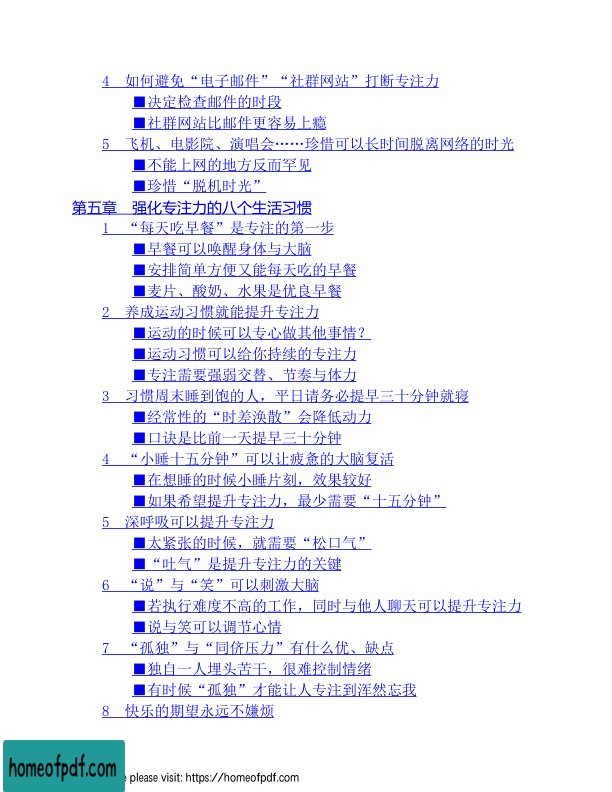 4 如何避免“电子邮件”“社群网站”打断专注力
■决定检查邮件的时段
■社群网站比邮件更容易上瘾
5 飞机、电影院、演唱会……珍惜可以长时间脱离网络的时光
■不能上网的地方反而罕见
■珍惜“脱机时光”
第五章 强化专注力的八个生活习惯
1 “每天吃早餐”是专注的第一步
■早餐可以唤醒身体与大脑
■安排简单方便又能每天吃的早餐
■麦片、酸奶、水果是优良早餐
2 养成运动习惯就能提升专注力
■运动的时候可以专心做其他事情？
■运动习惯可以给你持续的专注力
■专注需要强弱交替、节奏与体力
3 习惯周末睡到饱的人，平日请务必提早三十分钟就寝
■经常性的“时差涣散”会降低动力
■口诀是比前一天提早三十分钟
4 “小睡十五分钟”可以让疲惫的大脑复活
■在想睡的时候小睡片刻，效果较好
■如果希望提升专注力，最少需要“十五分钟”
5 深呼吸可以提升专注力
■太紧张的时候，就需要“松口气”
■“吐气”是提升专注力的关键
6 “说”与“笑”可以刺激大脑
■若执行难度不高的工作，同时与他人聊天可以提升专注力
■说与笑可以调节心情
7 “孤独”与“同侪压力”有什么优、缺点
■独自一人埋头苦干，很难控制情绪
■有时候“孤独”才能让人专注到浑然忘我
8 快乐的期望永远不嫌烦
homeofpdf.com
please visit: https://homeofpdf.com